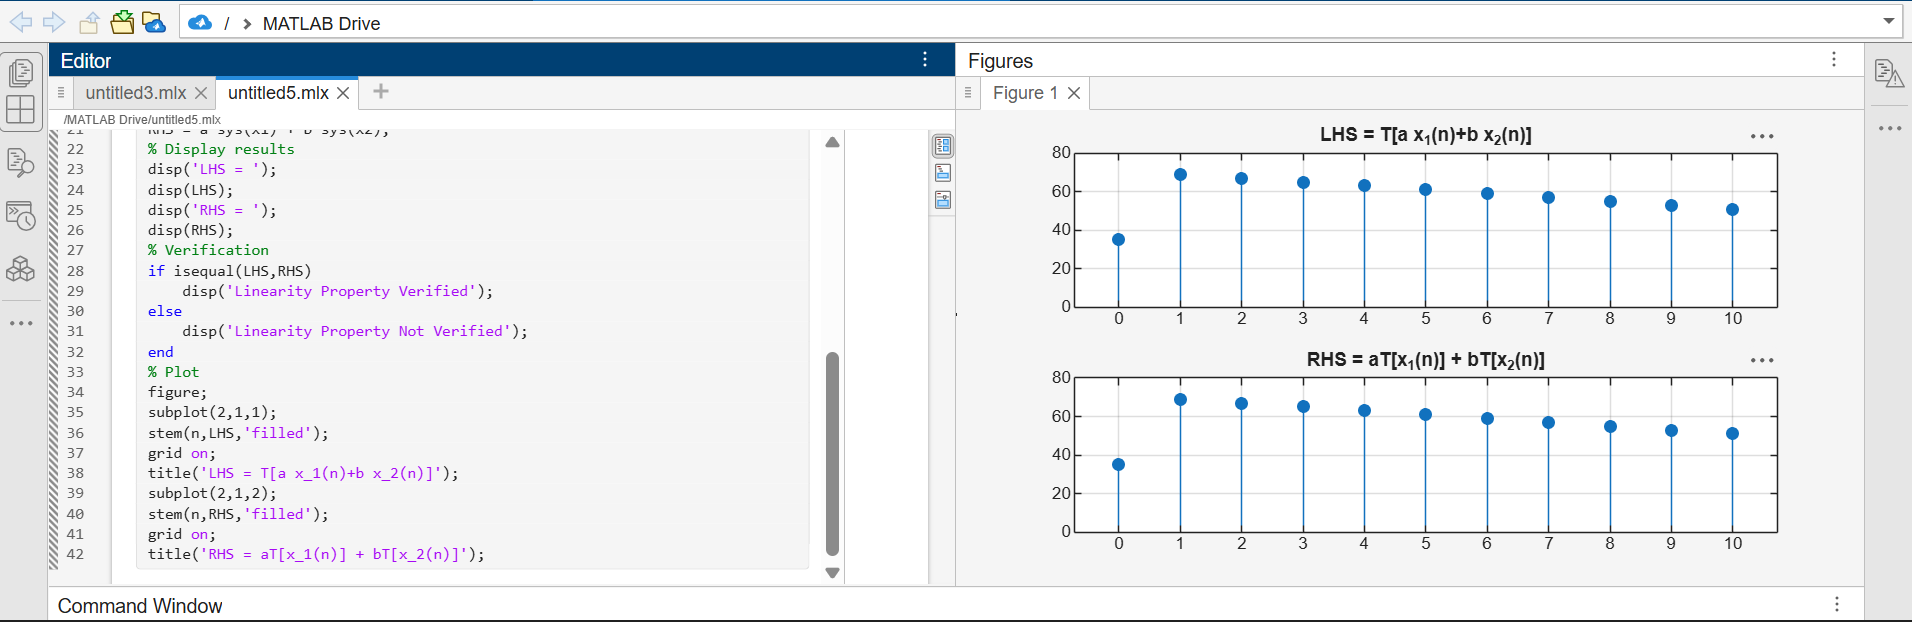 / > MATLAB Drive
Editor
untitled3.mlx
untitled5.mlx
/MATLAB Drive/untitled5.mlx
22 % Display results
23 disp('LHS = ');
24 disp(LHS);
25 disp('RHS = ');
26 disp(RHS);
27 % Verification
28 if isequal(LHS,RHS)
29 disp('Linearity Property Verified');
30 else
31 disp('Linearity Property Not Verified');
32 end
33 % Plot
34 figure;
35 subplot(2,1,1);
36 stem(n,LHS,'filled');
37 grid on;
38 title('LHS = T[a x_1(n)+b x_2(n)]');
39 subplot(2,1,2);
40 stem(n,RHS,'filled');
41 grid on;
42 title('RHS = aT[x_1(n)] + bT[x_2(n)]');
Figures
Figure 1
LHS = T[a x₁(n)+b x₂(n)]
80
60
40
20
0
0 1 2 3 4 5 6 7 8 9 10
RHS = aT[x₁(n)] + bT[x₂(n)]
80
60
40
20
0
0 1 2 3 4 5 6 7 8 9 10
Command Window